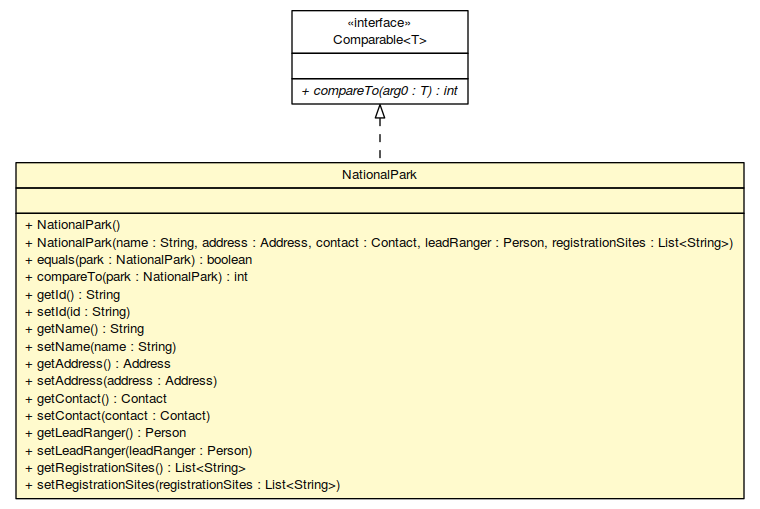 «interface»
Comparable<T>
+ compareTo(arg0 : T) : int
NationalPark
+ NationalPark()
+ NationalPark(name : String, address : Address, contact : Contact, leadRanger : Person, registrationSites : List<String>)
+ equals(park : NationalPark) : boolean
+ compareTo(park : NationalPark) : int
+ getId() : String
+ setId(id : String)
+ getName() : String
+ setName(name : String)
+ getAddress() : Address
+ setAddress(address : Address)
+ getContact() : Contact
+ setContact(contact : Contact)
+ getLeadRanger() : Person
+ setLeadRanger(leadRanger : Person)
+ getRegistrationSites() : List<String>
+ setRegistrationSites(registrationSites : List<String>)